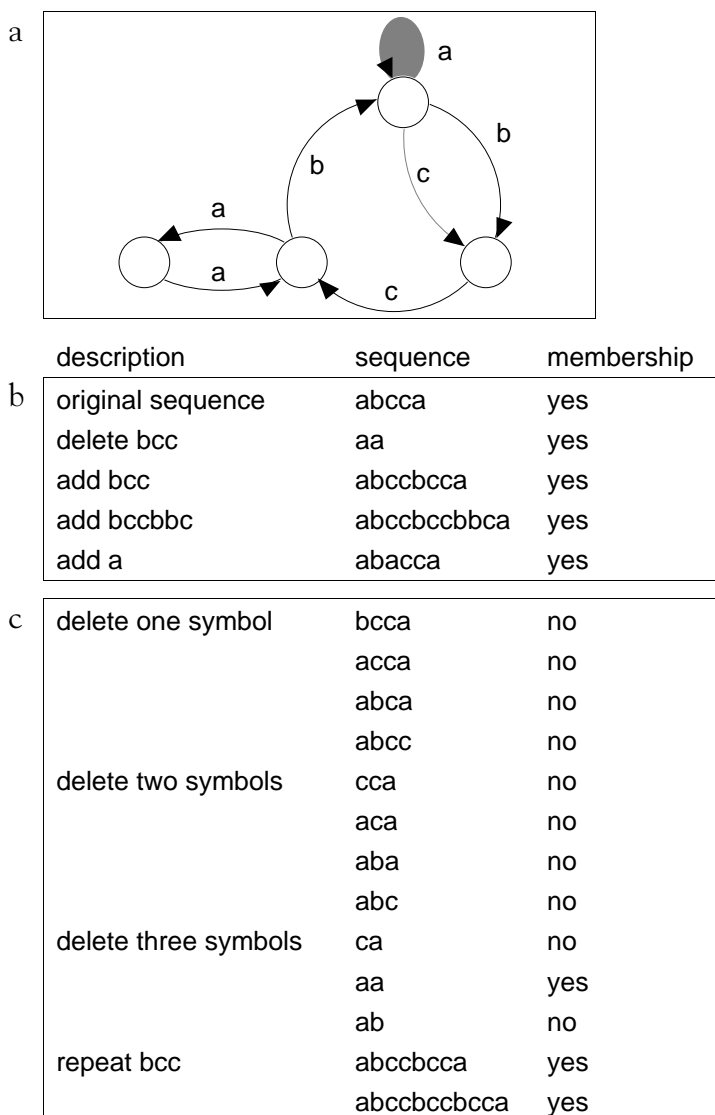 a
a
b
b
c
a
a
c
description sequence membership
b
original sequence abcca yes
delete bcc aa yes
add bcc abccbcca yes
add bccbbc abccbccbbca yes
add a abacca yes
c
delete one symbol bcca no
acca no
abca no
abcc no
delete two symbols cca no
aca no
aba no
abc no
delete three symbols ca no
aa yes
ab no
repeat bcc abccbcca yes
abccbccbcca yes